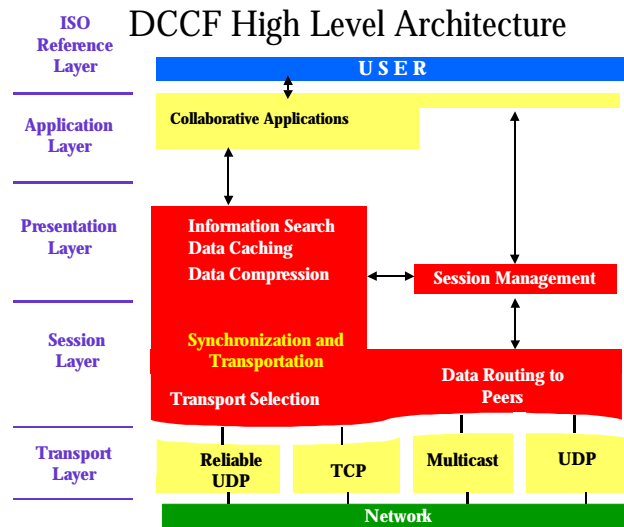 DCCF High Level Architecture
ISO
Reference
Layer
U S E R
Application
Layer
Collaborative Applications
Presentation
Layer
Information Search
Data Caching
Data Compression
Session Management
Session
Layer
Synchronization and
Transportation
Transport Selection
Data Routing to
Peers
Transport
Layer
Reliable
UDP
TCP
Multicast
UDP
Network